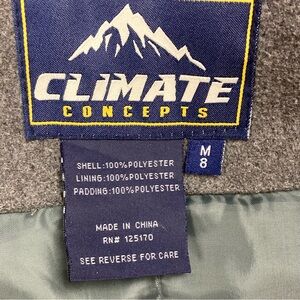 CLIMATE
CONCEPTS
M
8
SHELL:100%POLYESTER
LINING:100%POLYESTER
PADDING:100%POLYESTER
MADE IN CHINA
RN# 125170
SEE REVERSE FOR CARE